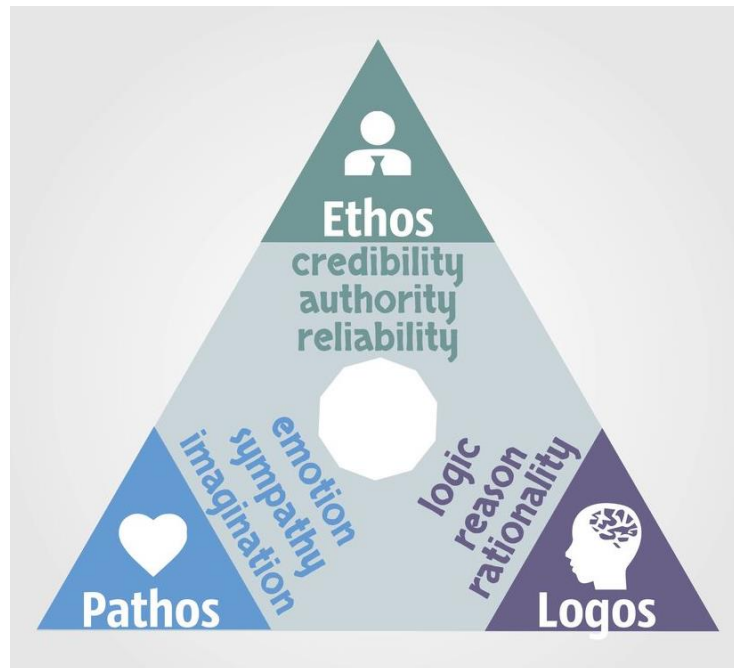 Ethos
credibility
authority
reliability
emotion
sympathy
imagination
Pathos
logic
reason
rationality
Logos